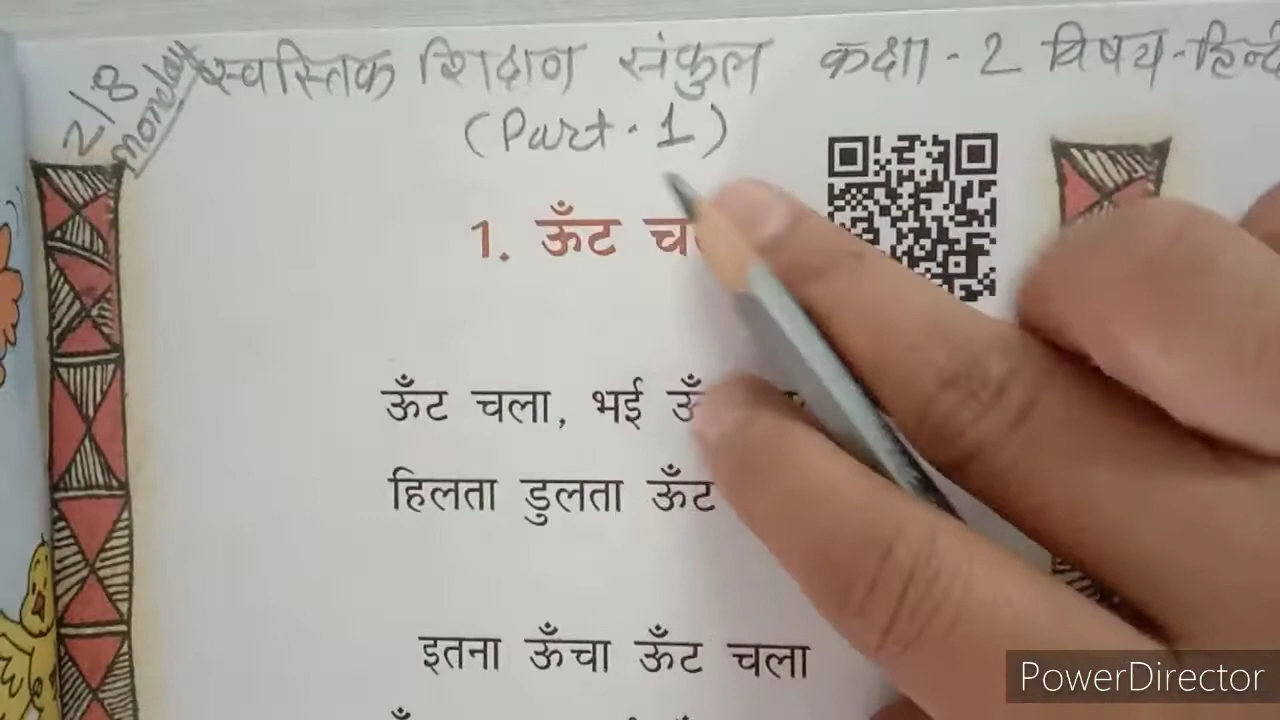 2/8
monday
स्वस्तिक शिक्षण संकुल कक्षा - 2 विषय - हिन्दी
(Part - 1)
1. ऊँट
ऊँट चला, भई
हिलता डुलता ऊँट
इतना ऊँचा ऊँट चला
PowerDirector